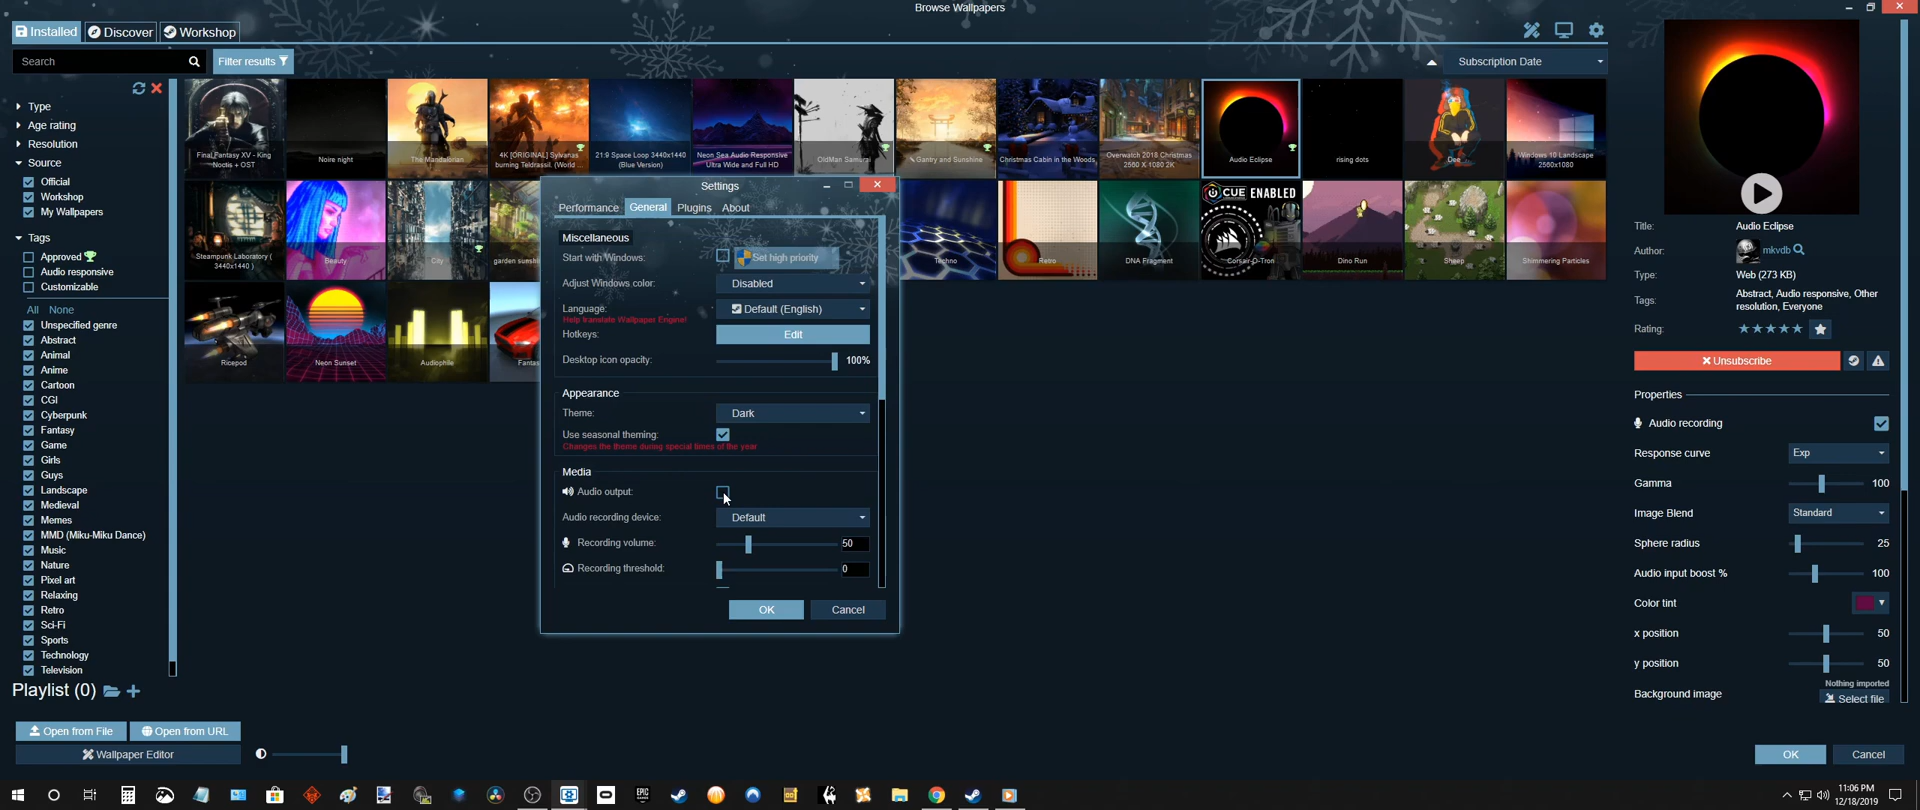 Browse Wallpapers
Installed
Discover
Workshop
Search
Filter results
Subscription Date
Type
Age rating
Resolution
Source
Official
Workshop
My Wallpapers
Tags
Approved
Audio responsive
Customizable
All None
Unspecified genre
Abstract
Animal
Anime
Cartoon
CGI
Cyberpunk
Fantasy
Game
Girls
Guys
Landscape
Medieval
Memes
MMD (Miku-Miku Dance)
Music
Nature
Pixel art
Relaxing
Retro
Sci-Fi
Sports
Technology
Television
Playlist (0)
Open from File
Open from URL
Wallpaper Editor
Final Fantasy XV - King
Noctis + OST
Noire night
The Mandalorian
4K [ORIGINAL] Sylvanas
burning Teldrassil. (World ...
21:9 Space Loop 3440x1440
(Blue Version)
Neon Sea Audio Responsive
Ultra Wide and Full HD
OldMan Samurai
Gantry and Sunshine
Christmas Cabin in the Woods
Overwatch 2018 Christmas
2560 X 1080 2K
Audio Eclipse
rising dots
Dee
Windows 10 Landscape
2560x1080
Steampunk Laboratory (
3440x1440 )
Beauty
City
garden sunshi
Techno
Retro
DNA Fragment
CUE ENABLED
Corsair-O-Tron
Dino Run
Sheep
Shimmering Particles
Ricepod
Neon Sunset
Audiophile
Fantas
Settings
Performance
General
Plugins
About
Miscellaneous
Start with Windows:
Set high priority
Adjust Windows color:
Disabled
Language:
Default (English)
Help translate Wallpaper Engine!
Hotkeys:
Edit
Desktop icon opacity:
100%
Appearance
Theme:
Dark
Use seasonal theming:
Changes the theme during special times of the year
Media
Audio output:
Audio recording device:
Default
Recording volume:
50
Recording threshold:
0
OK
Cancel
Title:
Audio Eclipse
Author:
mkvdb
Type:
Web (273 KB)
Tags:
Abstract, Audio responsive, Other
resolution, Everyone
Rating:
Unsubscribe
Properties
Audio recording
Response curve
Exp
Gamma
100
Image Blend
Standard
Sphere radius
25
Audio input boost %
100
Color tint
x position
50
y position
50
Nothing imported
Background image
Select file
OK
Cancel
EPIC
GAMES
11:06 PM
12/18/2019